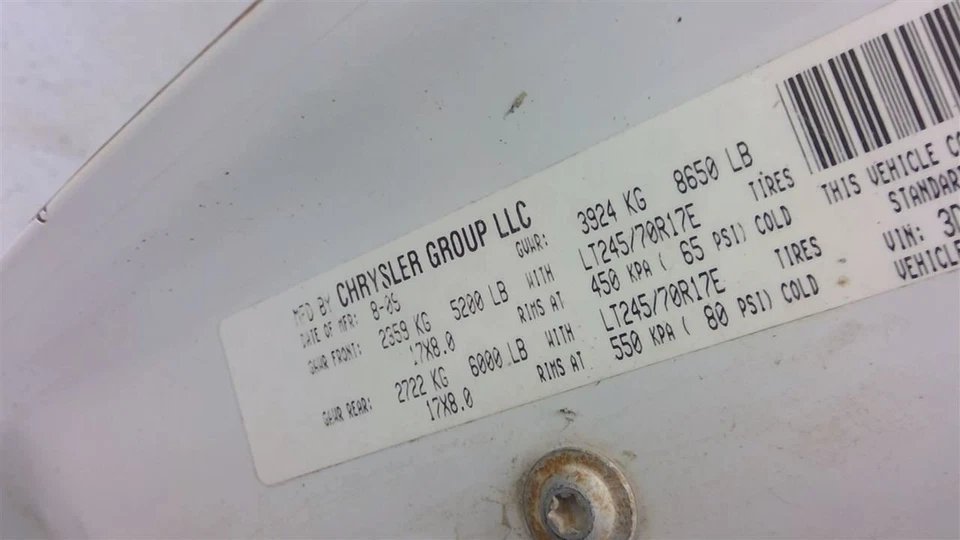 MFD BY CHRYSLER GROUP LLC
DATE OF MFR: 8-09 GVWR: 3924 KG 8650 LB
GAWR FRONT: 2359 KG 5200 LB WITH LT245/70R17E TIRES
17X8.0 RIMS AT 450 KPA ( 65 PSI) COLD
GAWR REAR: 2722 KG 6000 LB WITH LT245/70R17E TIRES
17X8.0 RIMS AT 550 KPA ( 80 PSI) COLD
THIS VEHICLE CO
STANDAR
VIN: 3D
VEHICLE